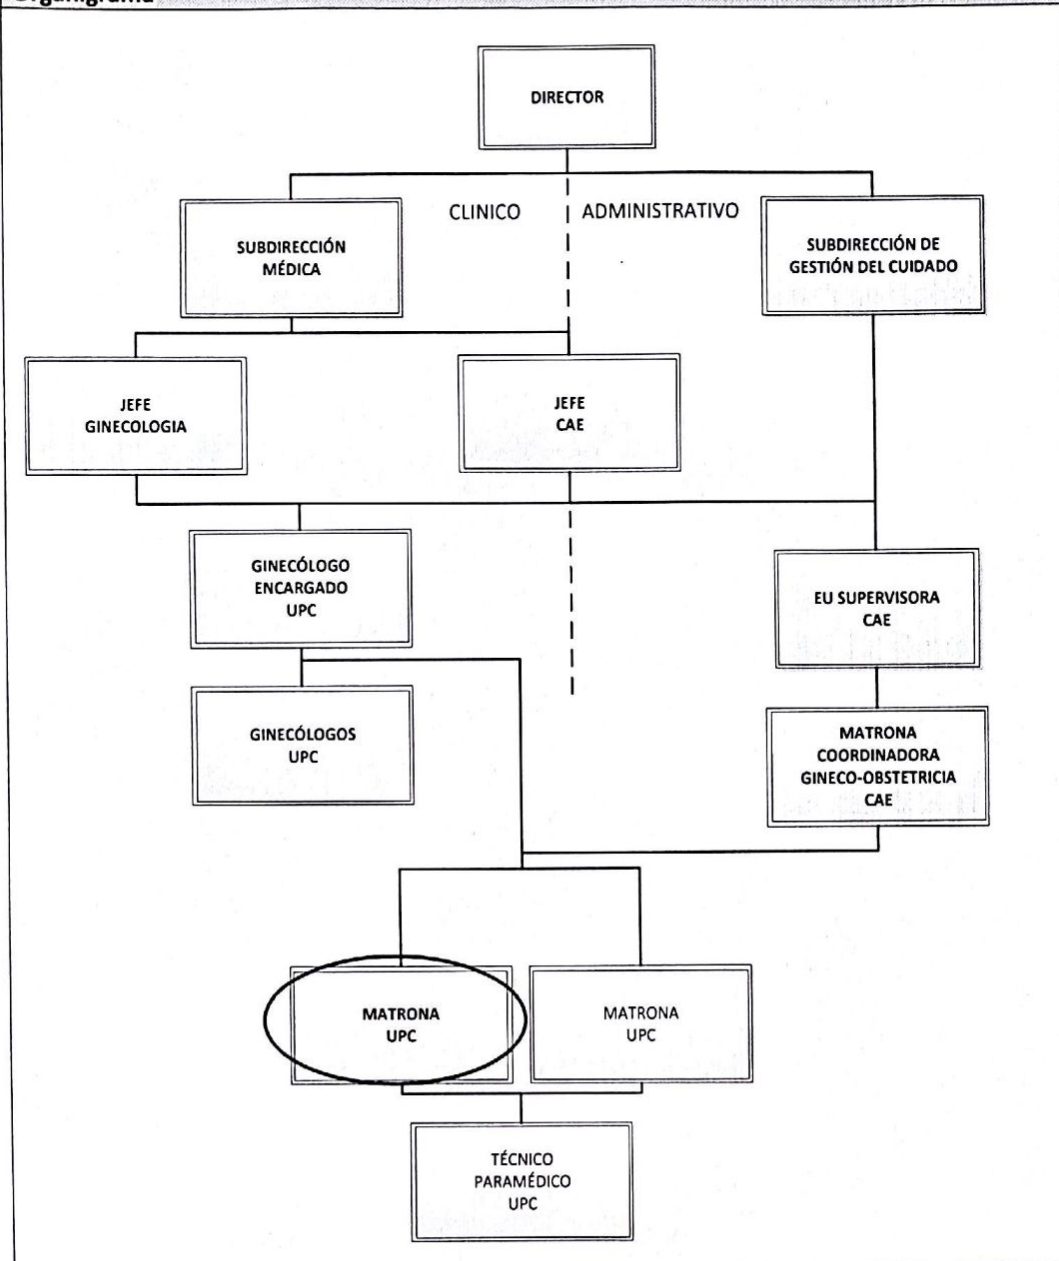 Organigrama
DIRECTOR
CLINICO
ADMINISTRATIVO
SUBDIRECCIÓN
MÉDICA
SUBDIRECCIÓN DE
GESTIÓN DEL CUIDADO
JEFE
GINECOLOGIA
JEFE
CAE
GINECÓLOGO
ENCARGADO
UPC
EU SUPERVISORA
CAE
GINECÓLOGOS
UPC
MATRONA
COORDINADORA
GINECO-OBSTETRICIA
CAE
MATRONA
UPC
MATRONA
UPC
TÉCNICO
PARAMÉDICO
UPC